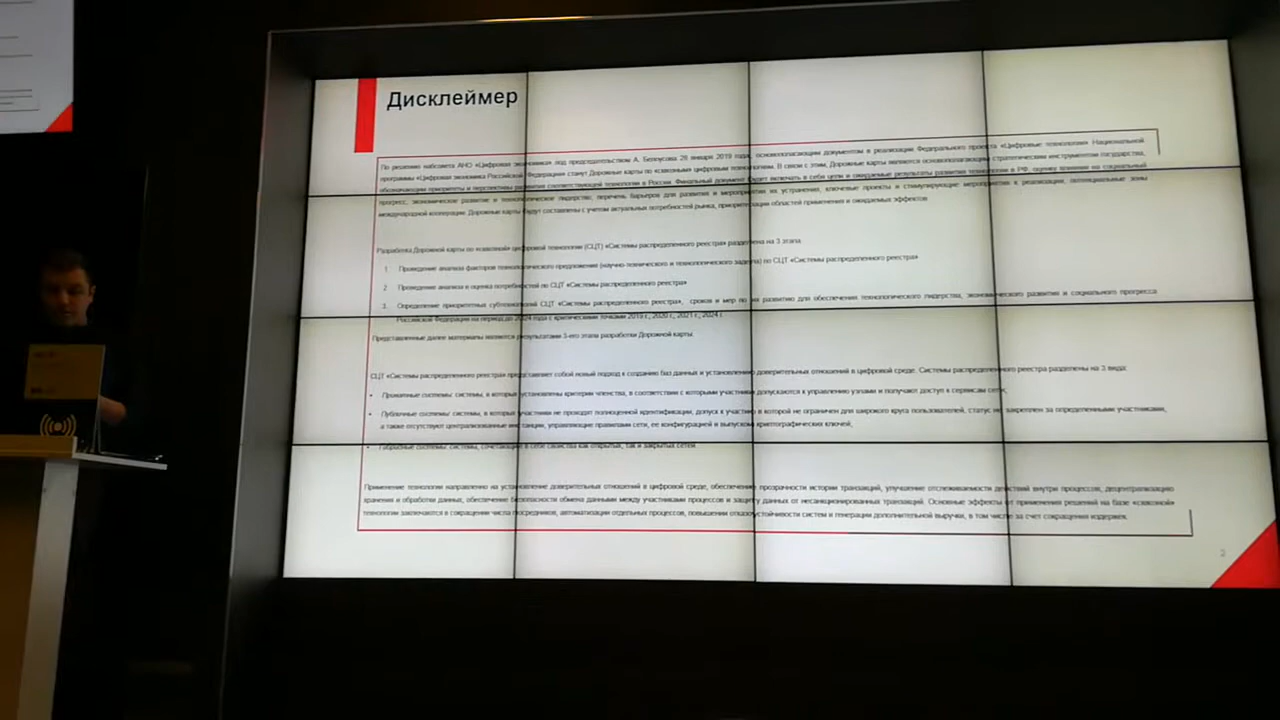 Дисклеймер
По решению набсовета АНО «Цифровая экономика» под председательством А. Белоусова 28 января 2019 года, основополагающим документом в реализации Федерального проекта «Цифровые технологии» Национальной
программы «Цифровая экономика Российской Федерации» станут Дорожные карты по «сквозным» цифровым технологиям. В связи с этим, Дорожные карты являются основополагающим стратегическим инструментом государства,
обозначающим приоритеты и перспективы развития соответствующей технологии в России. Финальный документ будет включать в себя цели и ожидаемые результаты развития технологии в РФ, оценку влияния на социальный
прогресс, экономическое развитие и технологическое лидерство, перечень барьеров для развития и мероприятия их устранения, ключевые проекты и стимулирующие мероприятия к реализации, потенциальные зоны
международной кооперации. Дорожные карты будут составлены с учетом актуальных потребностей рынка, приоритизации областей применения и ожидаемых эффектов.
Разработка Дорожной карты по «сквозной» цифровой технологии (СЦТ) «Системы распределенного реестра» разделена на 3 этапа:
1. Проведение анализа факторов технологического предложения (научно-технического и технологического задела) по СЦТ «Системы распределенного реестра»
2. Проведение анализа и оценка потребностей по СЦТ «Системы распределенного реестра»
3. Определение приоритетных субтехнологий СЦТ «Системы распределенного реестра», сроков и мер по их развитию для обеспечения технологического лидерства, экономического развития и социального прогресса
Российской Федерации на период до 2024 года с критическими точками 2019 г., 2020 г., 2021 г., 2024 г.
Представленные далее материалы являются результатами 3-его этапа разработки Дорожной карты.
СЦТ «Системы распределенного реестра» представляет собой новый подход к созданию баз данных и установлению доверительных отношений в цифровой среде. Системы распределенного реестра разделены на 3 вида:
• Приватные системы: системы, в которых установлены критерии членства, в соответствии с которыми участники допускаются к управлению узлами и получают доступ к сервисам сети;
• Публичные системы: системы, в которых участники не проходят полноценной идентификации, допуск к участию в которой не ограничен для широкого круга пользователей, статус не закреплен за определенными участниками,
а также отсутствуют централизованные инстанции, управляющие правилами сети, ее конфигурацией и выпуском криптографических ключей;
• Гибридные системы: системы, сочетающие в себе свойства как открытых, так и закрытых сетей.
Применение технологии направленно на установление доверительных отношений в цифровой среде, обеспечение прозрачности истории транзакций, улучшение отслеживаемости действий внутри процессов, децентрализацию
хранения и обработки данных, обеспечение безопасности обмена данными между участниками процессов и защиту данных от несанкционированных транзакций. Основные эффекты от применения решений на базе «сквозной»
технологии заключаются в сокращении числа посредников, автоматизации отдельных процессов, повышении отказоустойчивости систем и генерации дополнительной выручки, в том числе за счет сокращения издержек.
2